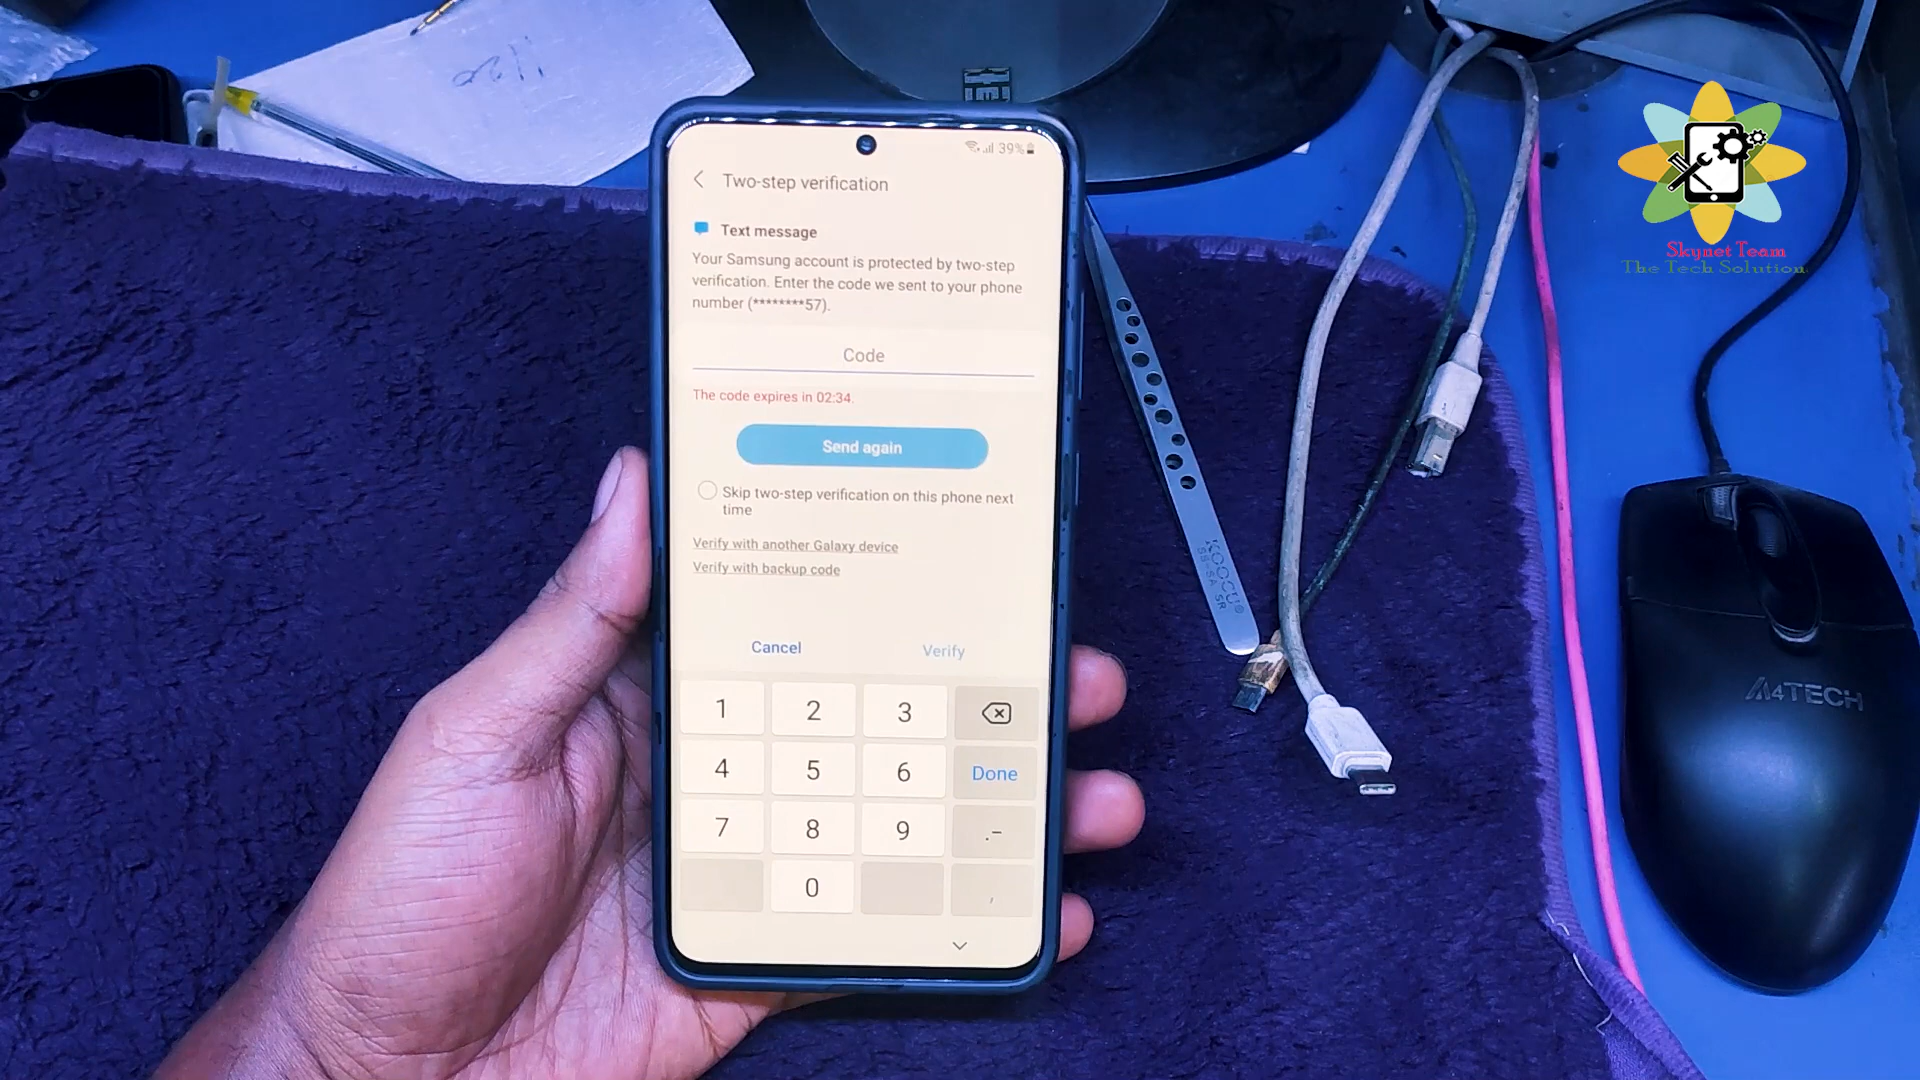 39%
Two-step verification
Text message
Your Samsung account is protected by two-step
verification. Enter the code we sent to your phone
number (********57).
Code
The code expires in 02:34.
Send again
Skip two-step verification on this phone next
time
Verify with another Galaxy device
Verify with backup code
Cancel
Verify
1 2 3
4 5 6 Done
7 8 9 .-
0 ,
Skynet Team
The Tech Solution
A4TECH